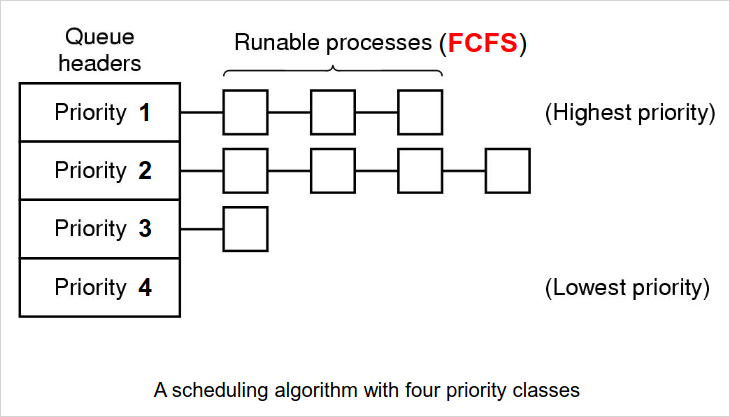 Queue
headers
Runable processes (FCFS)
Priority 1
(Highest priority)
Priority 2
Priority 3
Priority 4
(Lowest priority)
A scheduling algorithm with four priority classes